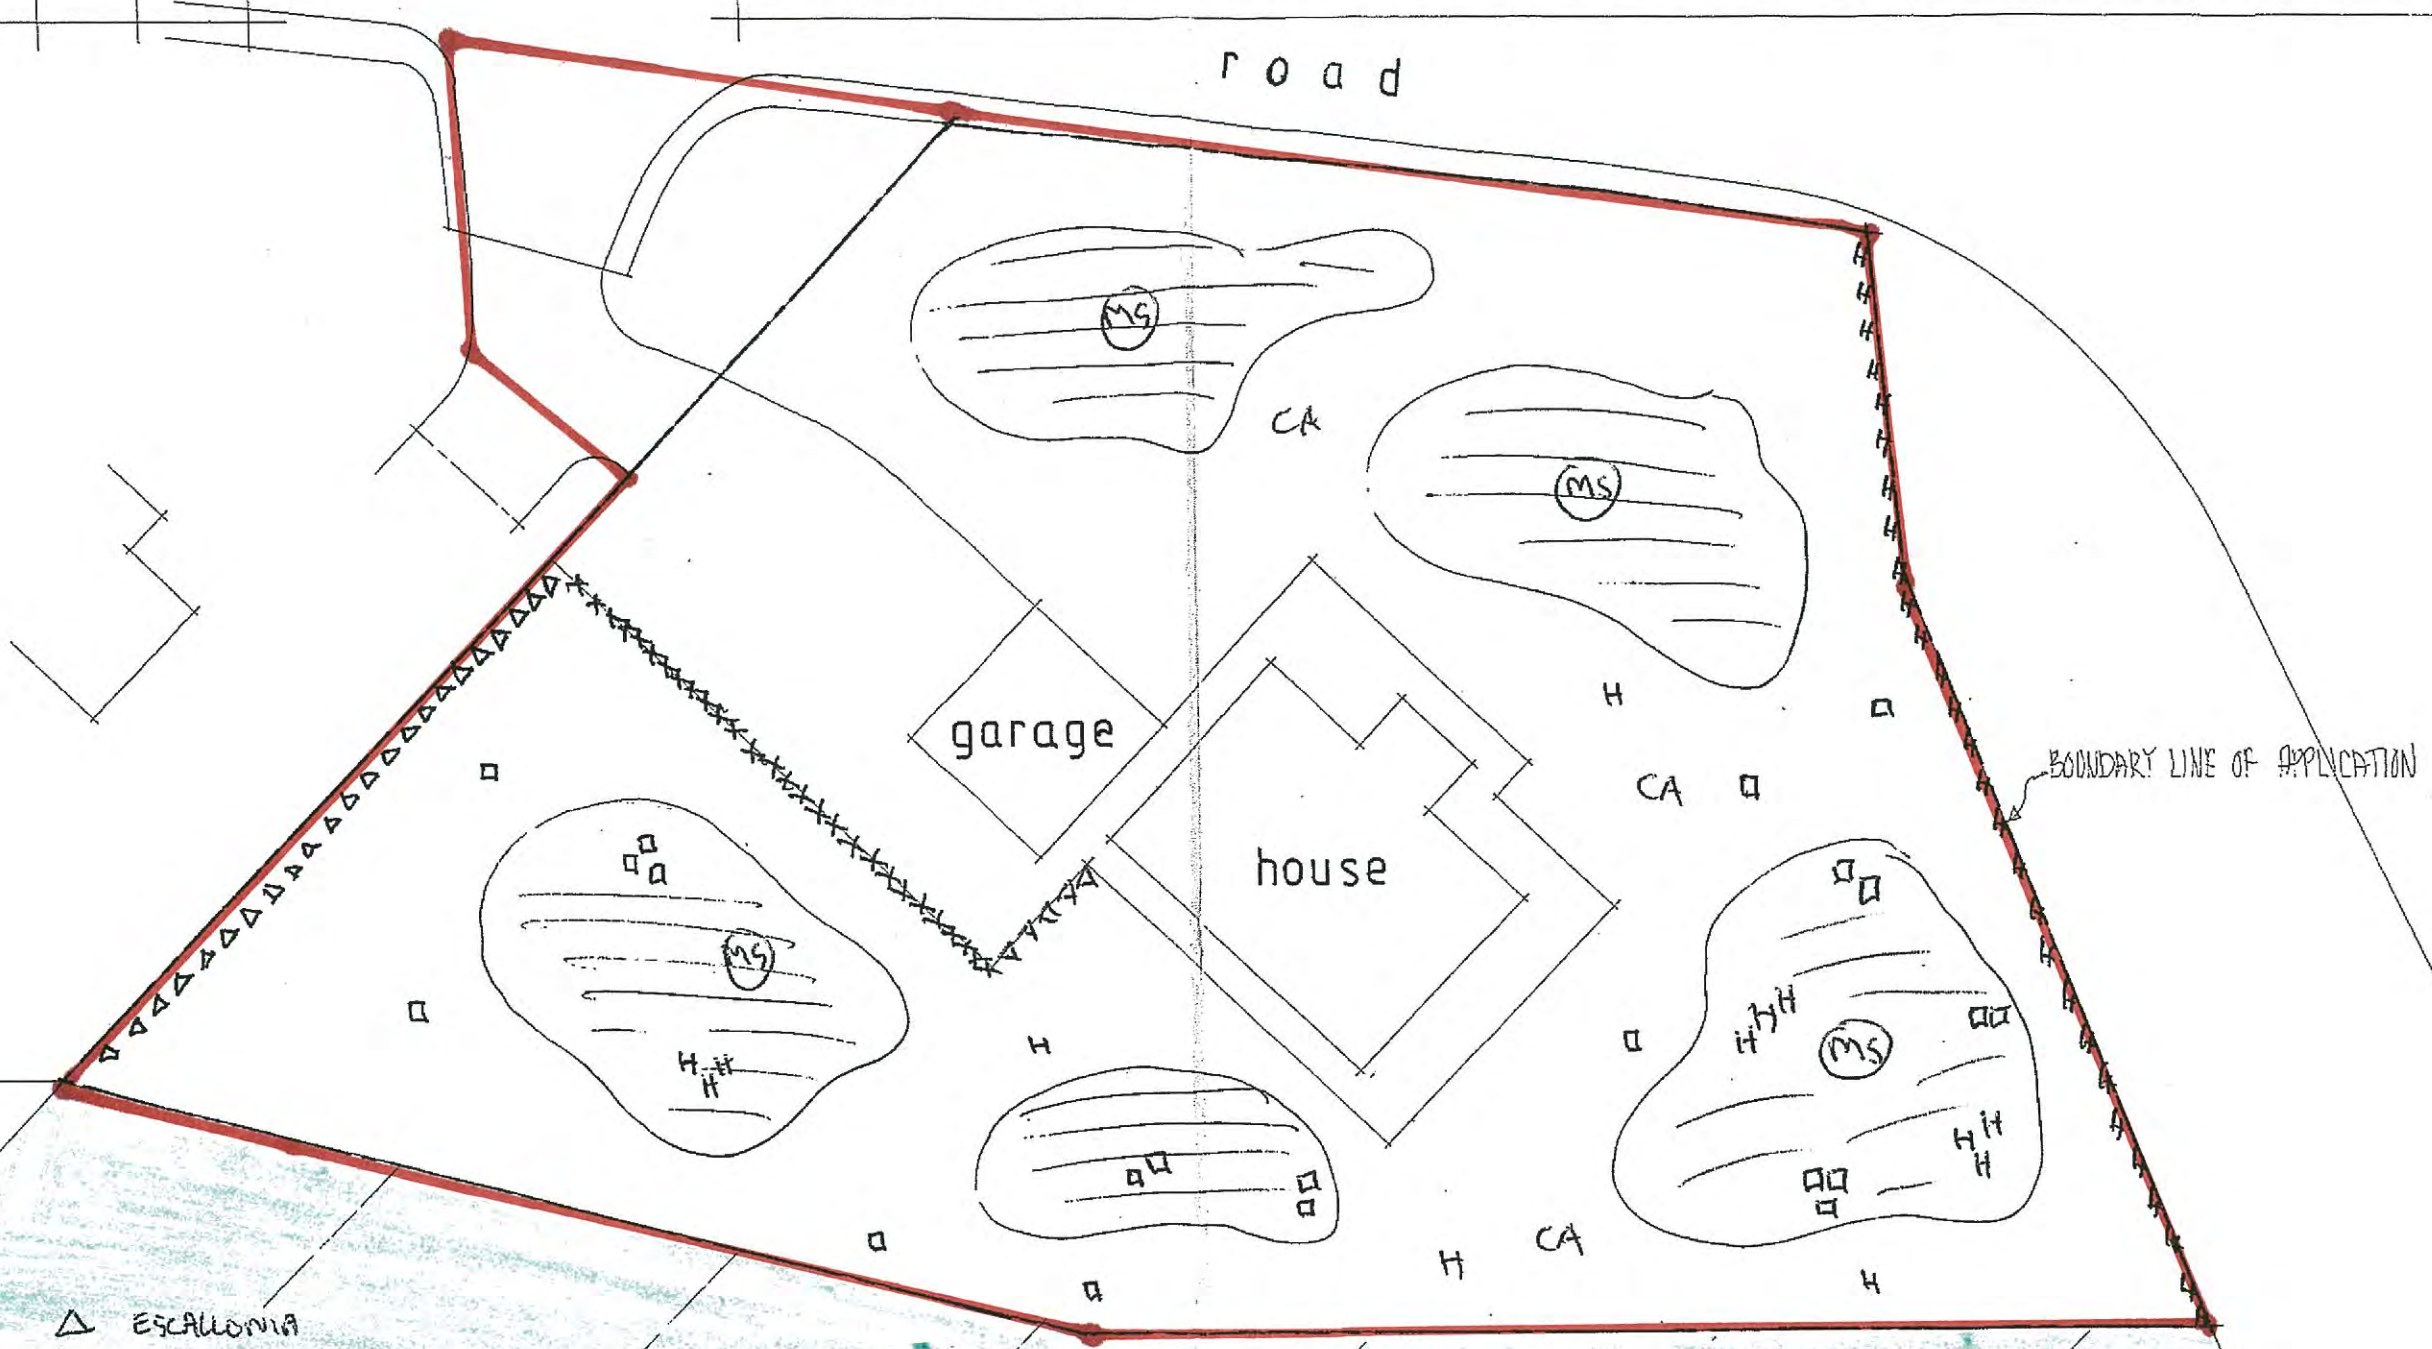 road
MS
CA
MS
H
garage
CA
BOUNDARY LINE OF APPLICATION
house
MS
H H H
H H H
MS
H
H H H
CA
H
H
△ ESCALLONIA